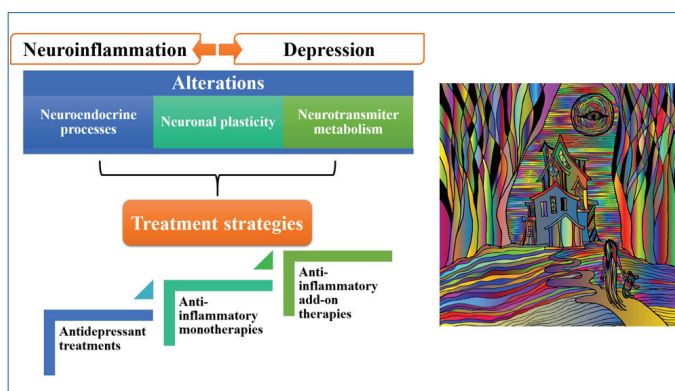 Neuroinflammation
Depression
Alterations
Neuroendocrine
processes
Neuronal plasticity
Neurotransmiter
metabolism
Treatment strategies
Antidepressant
treatments
Anti-
inflammatory
monotherapies
Anti-
inflammatory
add-on
therapies